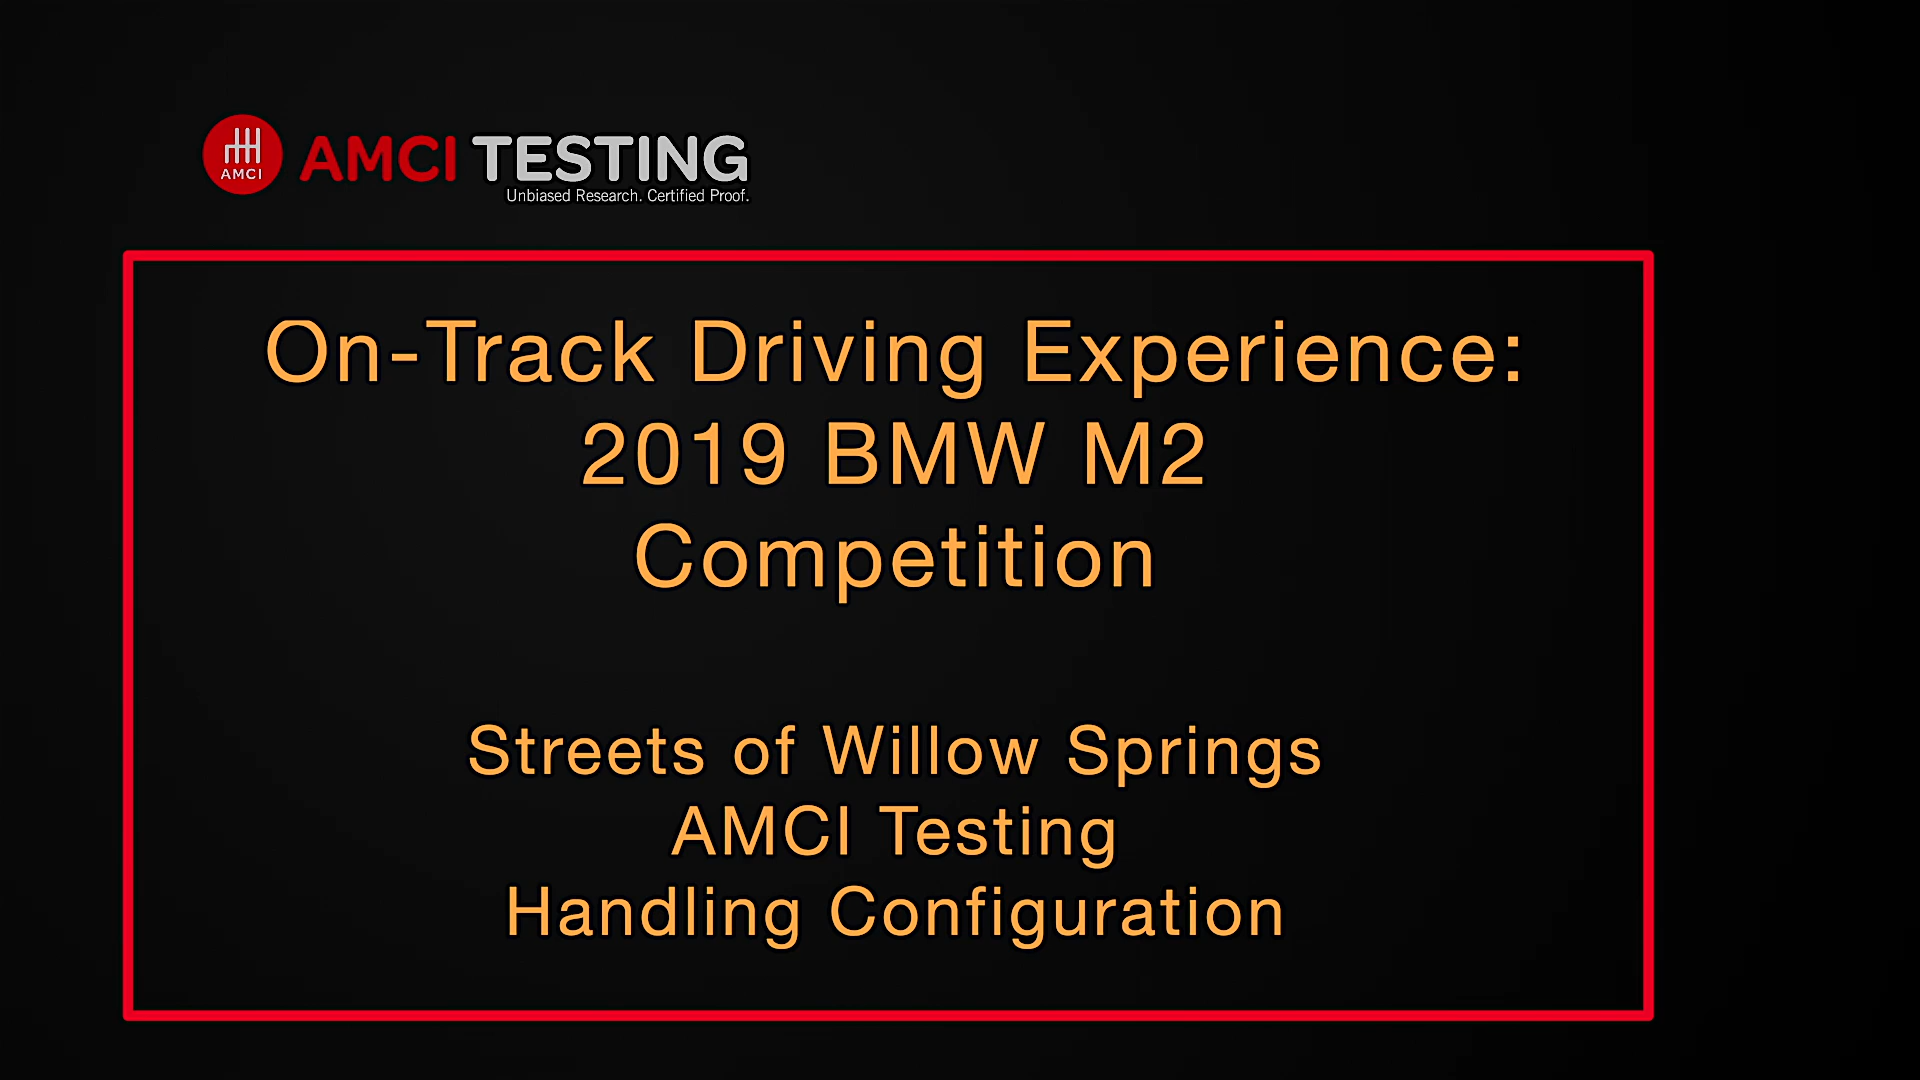 AMCI
AMCI TESTING
Unbiased Research. Certified Proof.
On-Track Driving Experience:
2019 BMW M2
Competition
Streets of Willow Springs
AMCI Testing
Handling Configuration